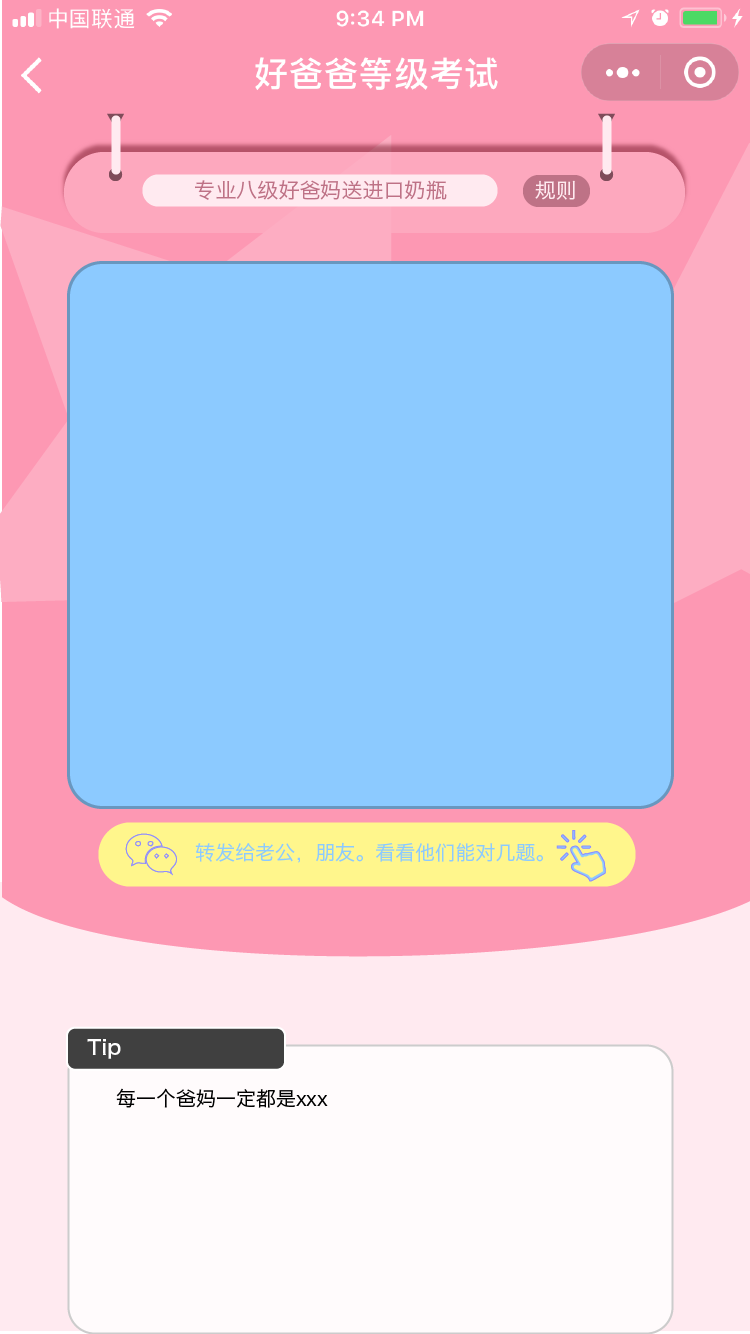 中国联通
9:34 PM
好爸爸等级考试
专业八级好爸妈送进口奶瓶
规则
转发给老公，朋友。看看他们能对几题。
Tip
每一个爸妈一定都是xxx